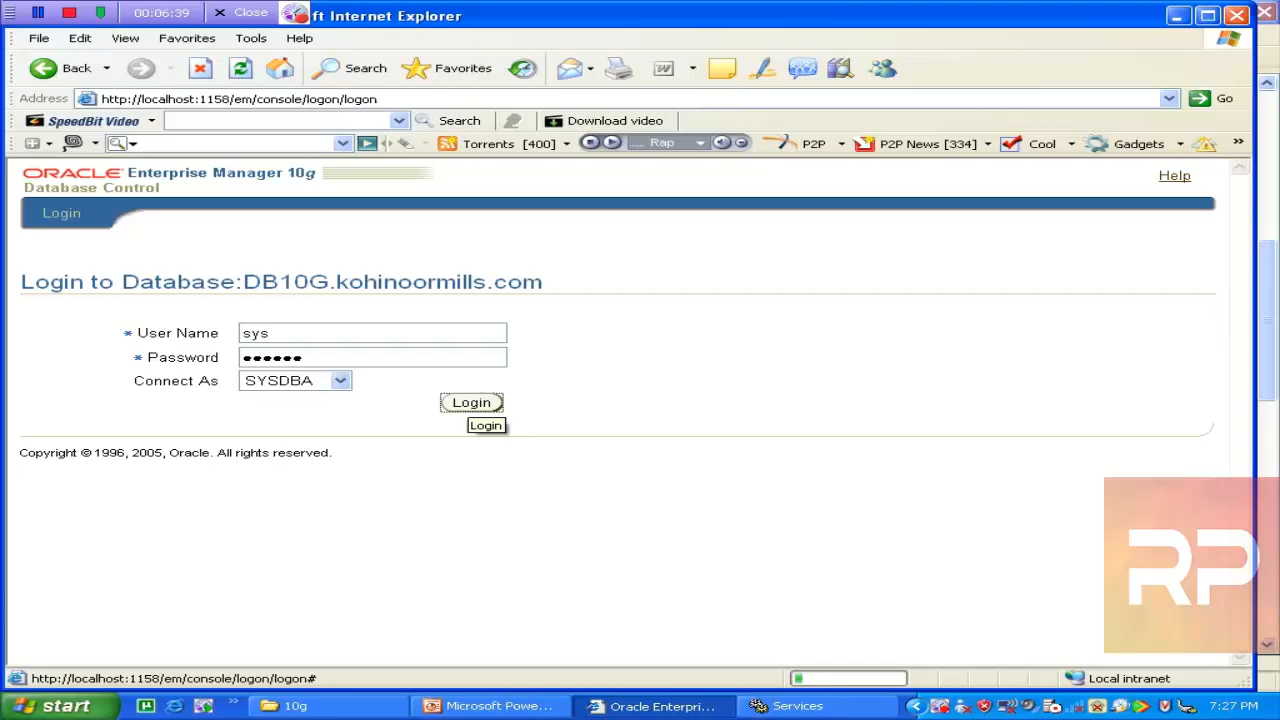 00:06:39 Close ft Internet Explorer
File Edit View Favorites Tools Help
Back Search Favorites
Address http://localhost:1158/em/console/logon/logon Go
SpeedBit Video Search Download video
Torrents [400] Rap P2P P2P News [334] Cool Gadgets »
ORACLE Enterprise Manager 10g
Database Control
Help
Login
Login to Database:DB10G.kohinoormills.com
* User Name sys
* Password ••••••
Connect As SYSDBA
Login
Login
Copyright © 1996, 2005, Oracle. All rights reserved.
RP
http://localhost:1158/em/console/logon/logon# Local intranet
start » 10g Microsoft Powe... Oracle Enterpri... Services 7:27 PM